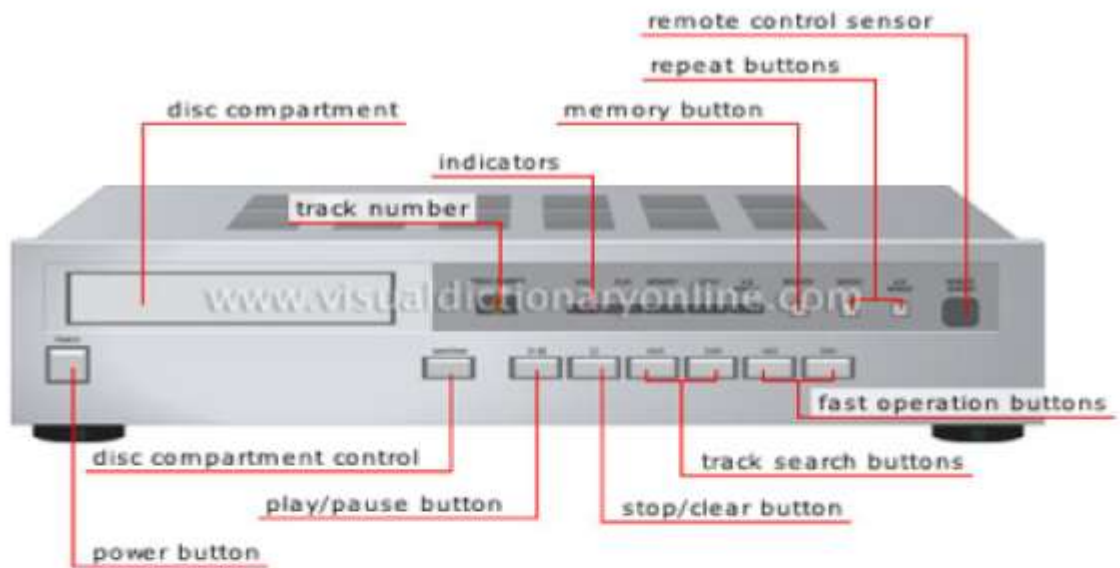 remote control sensor
repeat buttons
disc compartment
memory button
indicators
track number
www.visualdictionaryonline.com
fast operation buttons
disc compartment control
track search buttons
play/pause button
stop/clear button
power button